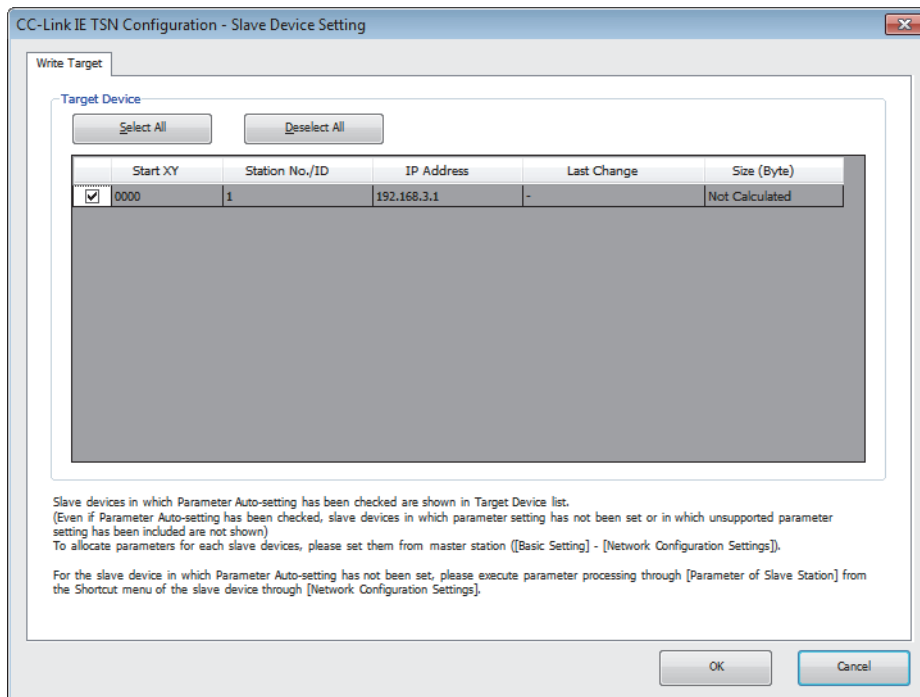 CC-Link IE TSN Configuration - Slave Device Setting
Write Target
Target Device
Select All Deselect All
Start XY Station No./ID IP Address Last Change Size (Byte)
0000 1 192.168.3.1 - Not Calculated
Slave devices in which Parameter Auto-setting has been checked are shown in Target Device list.
(Even if Parameter Auto-setting has been checked, slave devices in which parameter setting has not been set or in which unsupported parameter
setting has been included are not shown)
To allocate parameters for each slave devices, please set them from master station ([Basic Setting] - [Network Configuration Settings]).
For the slave device in which Parameter Auto-setting has not been set, please execute parameter processing through [Parameter of Slave Station] from
the Shortcut menu of the slave device through [Network Configuration Settings].
OK Cancel